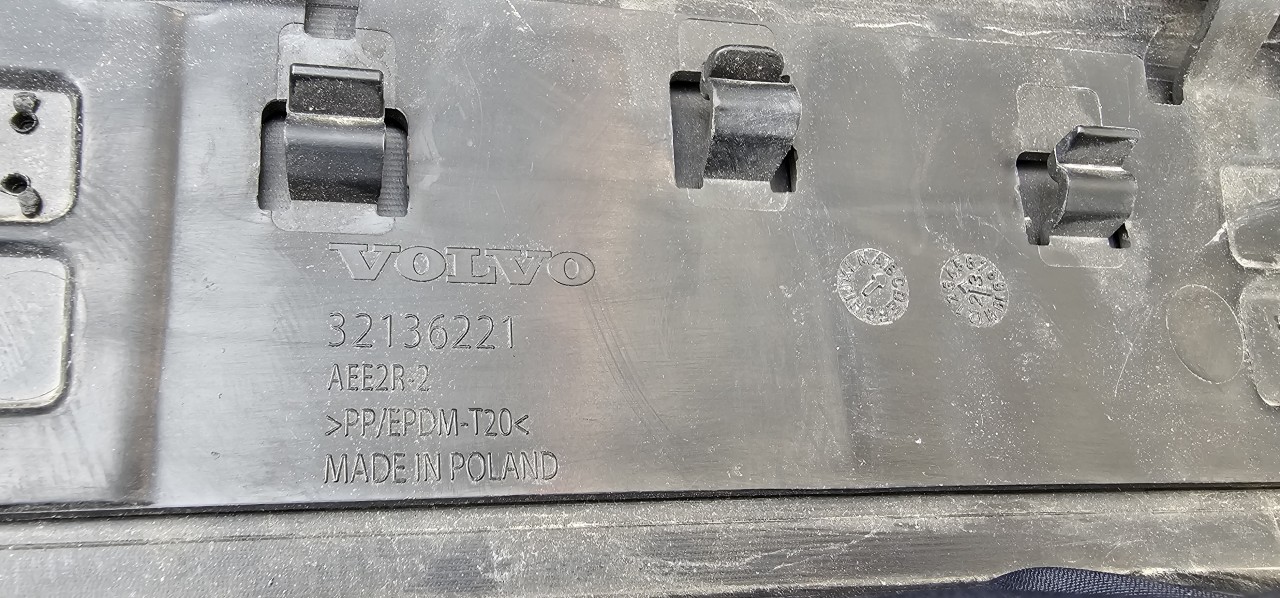 VOLVO
32136221
AEE2R-2
>PP/EPDM-T20<
MADE IN POLAND